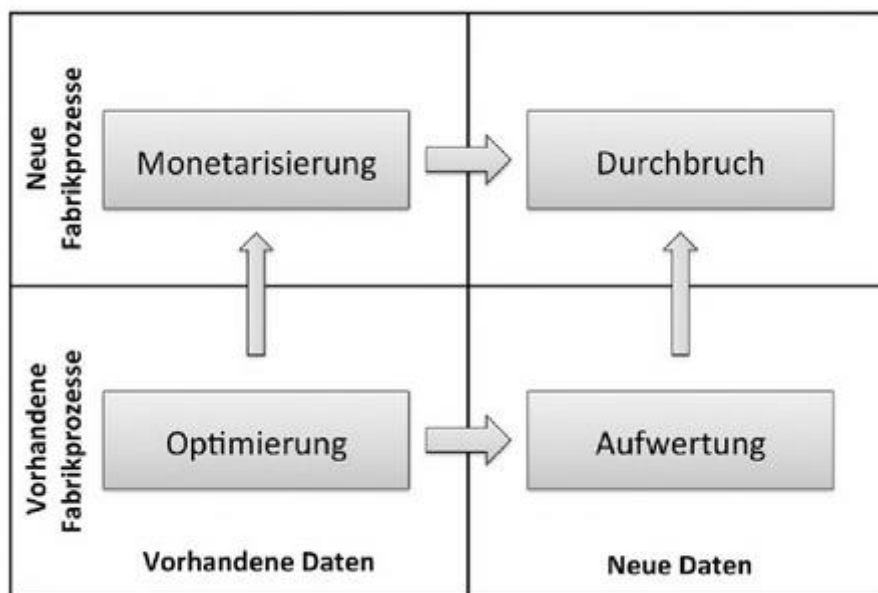 Neue
Fabrikprozesse
Monetarisierung
Durchbruch
Vorhandene
Fabrikprozesse
Optimierung
Aufwertung
Vorhandene Daten
Neue Daten